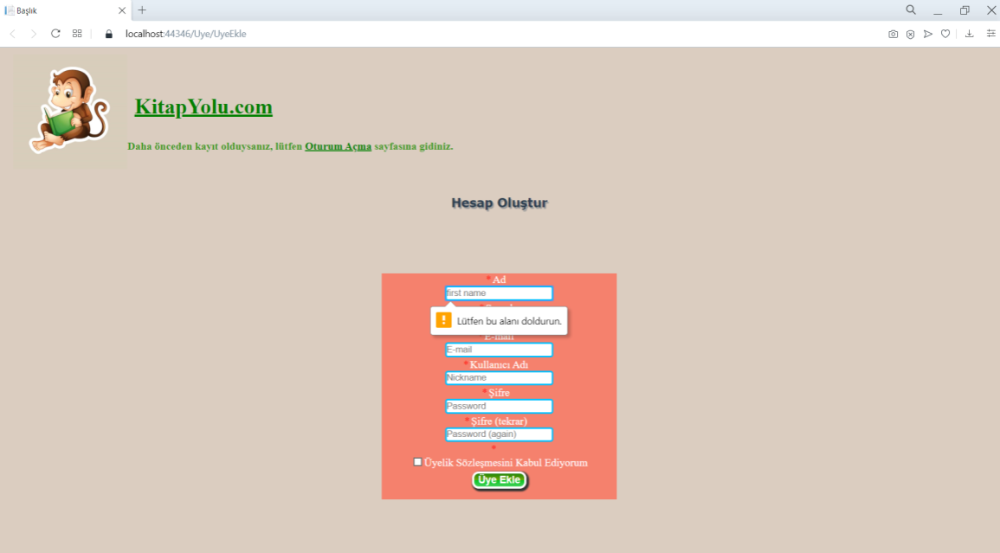 Başlık
localhost:44346/Uye/UyeEkle
KitapYolu.com
Daha önceden kayıt olduysanız, lütfen Oturum Açma sayfasına gidiniz.
Hesap Oluştur
* Ad
first name
Lütfen bu alanı doldurun.
E-mail
E-mail
* Kullanıcı Adı
Nickname
* Şifre
Password
* Şifre (tekrar)
Password (again)
*
Üyelik Sözleşmesini Kabul Ediyorum
Üye Ekle